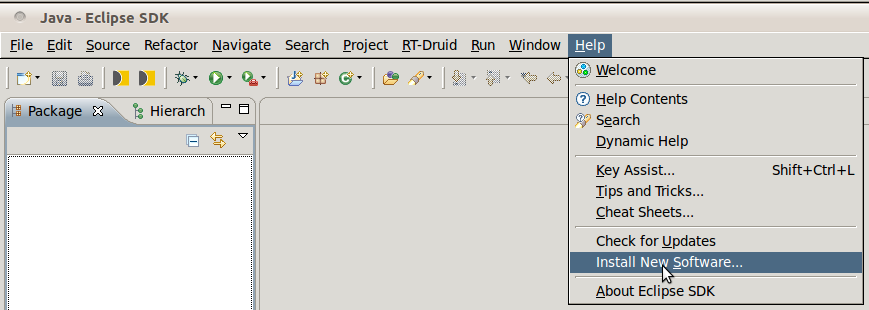 Java - Eclipse SDK
File Edit Source Refactor Navigate Search Project RT-Druid Run Window Help
Package Hierarch
Welcome
Help Contents
Search
Dynamic Help
Key Assist... Shift+Ctrl+L
Tips and Tricks...
Cheat Sheets...
Check for Updates
Install New Software...
About Eclipse SDK